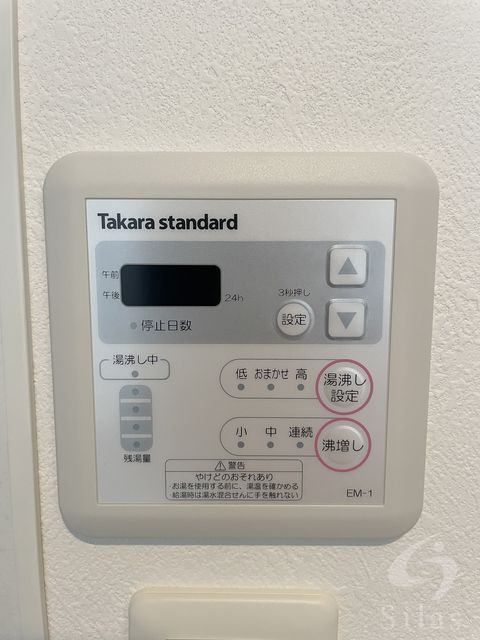 Takara standard
午前
午後
24h
停止日数
3秒押し
設定
湯沸し中
残湯量
低 おまかせ 高
湯沸し
設定
小 中 連続
沸増し
警告
やけどのおそれあり
お湯を使用する前に、湯温を確かめる
給湯時は湯水混合せんに手を触れない
EM-1
Silas